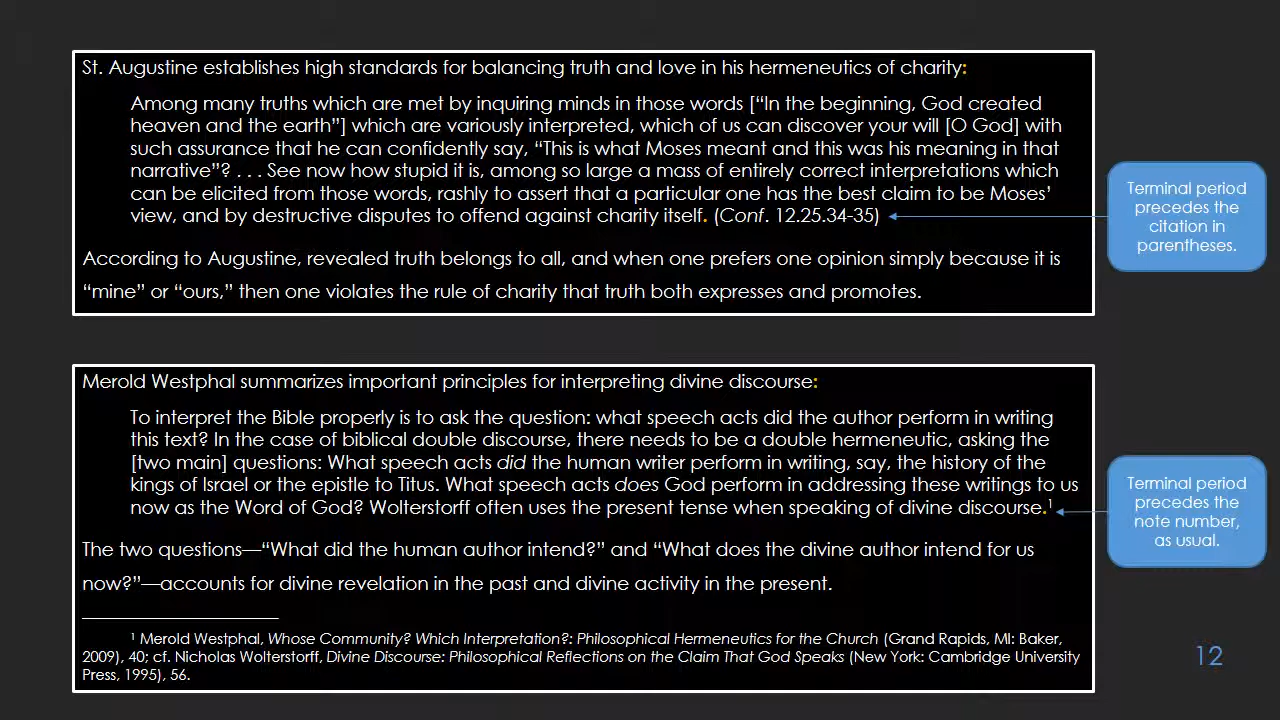 St. Augustine establishes high standards for balancing truth and love in his hermeneutics of charity:
Among many truths which are met by inquiring minds in those words [“In the beginning, God created
heaven and the earth”] which are variously interpreted, which of us can discover your will [O God] with
such assurance that he can confidently say, “This is what Moses meant and this was his meaning in that
narrative”? . . . See now how stupid it is, among so large a mass of entirely correct interpretations which
can be elicited from those words, rashly to assert that a particular one has the best claim to be Moses’
view, and by destructive disputes to offend against charity itself. (Conf. 12.25.34-35)
According to Augustine, revealed truth belongs to all, and when one prefers one opinion simply because it is
“mine” or “ours,” then one violates the rule of charity that truth both expresses and promotes.
Terminal period
precedes the
citation in
parentheses.
Merold Westphal summarizes important principles for interpreting divine discourse:
To interpret the Bible properly is to ask the question: what speech acts did the author perform in writing
this text? In the case of biblical double discourse, there needs to be a double hermeneutic, asking the
[two main] questions: What speech acts did the human writer perform in writing, say, the history of the
kings of Israel or the epistle to Titus. What speech acts does God perform in addressing these writings to us
now as the Word of God? Wolterstorff often uses the present tense when speaking of divine discourse.¹
The two questions—“What did the human author intend?” and “What does the divine author intend for us
now?”—accounts for divine revelation in the past and divine activity in the present.
¹ Merold Westphal, Whose Community? Which Interpretation?: Philosophical Hermeneutics for the Church (Grand Rapids, MI: Baker,
2009), 40; cf. Nicholas Wolterstorff, Divine Discourse: Philosophical Reflections on the Claim That God Speaks (New York: Cambridge University
Press, 1995), 56.
Terminal period
precedes the
note number,
as usual.
12